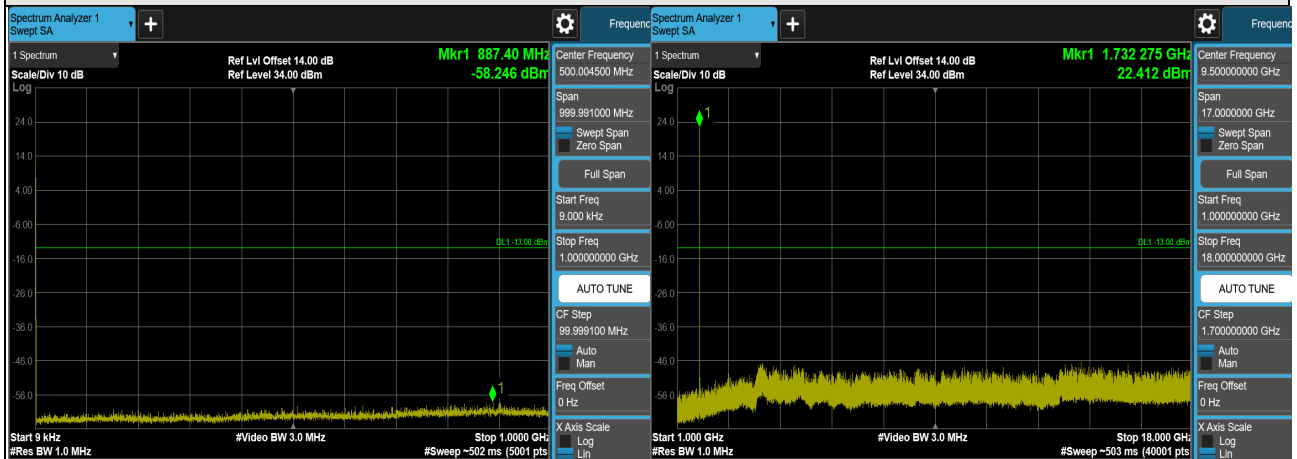 Spectrum Analyzer 1
Swept SA
+
Frequenc
1 Spectrum
Scale/Div 10 dB
Log
Ref Lvl Offset 14.00 dB
Ref Level 34.00 dBm
Mkr1 887.40 MHz
-58.246 dBm
24.0
14.0
4.00
-6.00
-16.0
-26.0
-36.0
-46.0
-56.0
DL1 -13.00 dBm
1
Start 9 kHz
#Res BW 1.0 MHz
#Video BW 3.0 MHz
Stop 1.0000 GHz
#Sweep ~502 ms (5001 pts
Center Frequency
500.004500 MHz
Span
999.991000 MHz
Swept Span
Zero Span
Full Span
Start Freq
9.000 kHz
Stop Freq
1.000000000 GHz
AUTO TUNE
CF Step
99.999100 MHz
Auto
Man
Freq Offset
0 Hz
X Axis Scale
Log
Lin
Spectrum Analyzer 1
Swept SA
+
Frequenc
1 Spectrum
Scale/Div 10 dB
Log
Ref Lvl Offset 14.00 dB
Ref Level 34.00 dBm
Mkr1 1.732 275 GHz
22.412 dBm
24.0
14.0
4.00
-6.00
-16.0
-26.0
-36.0
-46.0
-56.0
DL1 -13.00 dBm
1
Start 1.000 GHz
#Res BW 1.0 MHz
#Video BW 3.0 MHz
Stop 18.000 GHz
#Sweep ~503 ms (40001 pts
Center Frequency
9.500000000 GHz
Span
17.0000000 GHz
Swept Span
Zero Span
Full Span
Start Freq
1.000000000 GHz
Stop Freq
18.000000000 GHz
AUTO TUNE
CF Step
1.700000000 GHz
Auto
Man
Freq Offset
0 Hz
X Axis Scale
Log
Lin